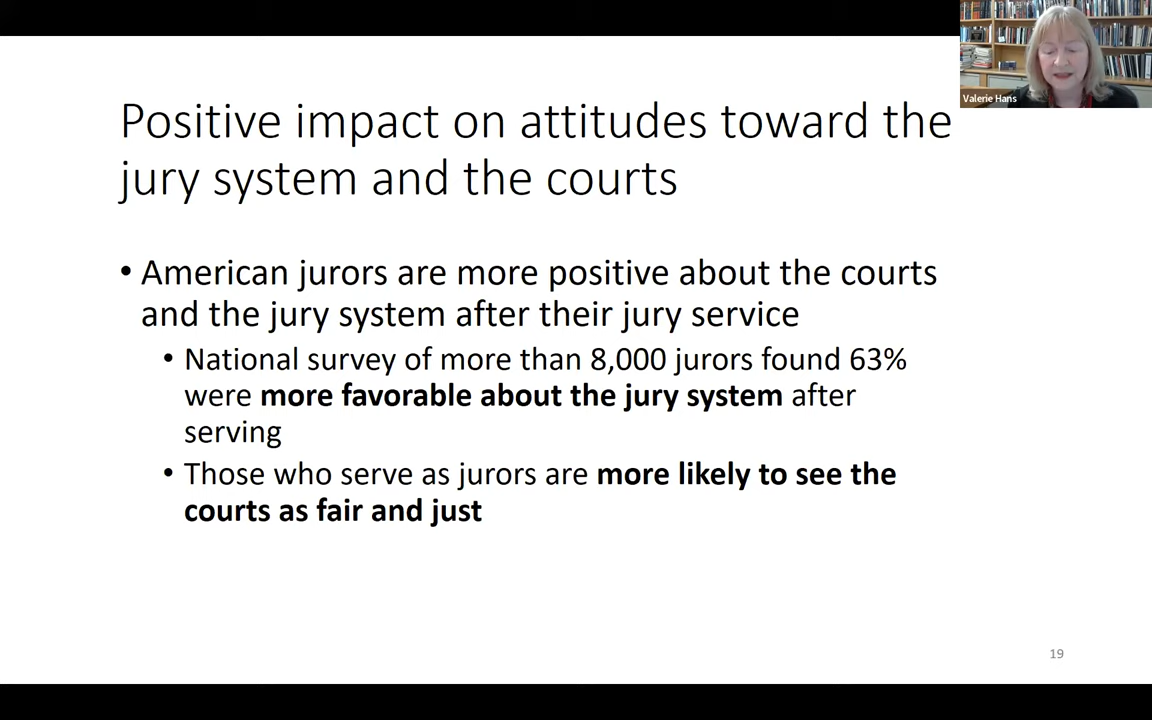 Valerie Hans
Positive impact on attitudes toward the
jury system and the courts
• American jurors are more positive about the courts
and the jury system after their jury service
• National survey of more than 8,000 jurors found 63%
were more favorable about the jury system after
serving
• Those who serve as jurors are more likely to see the
courts as fair and just
19